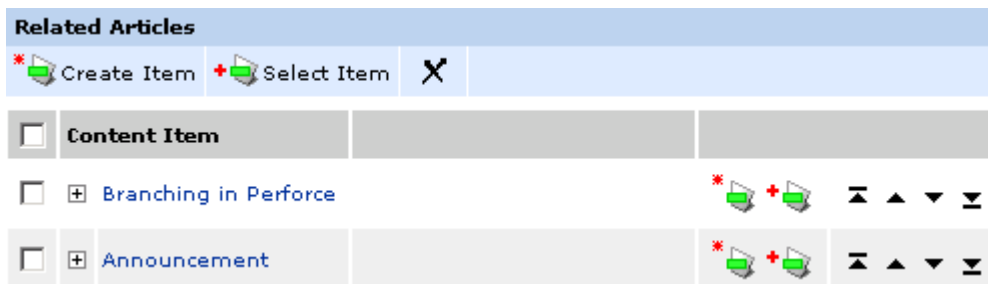 Related Articles
Create Item Select Item
Content Item
Branching in Perforce
Announcement